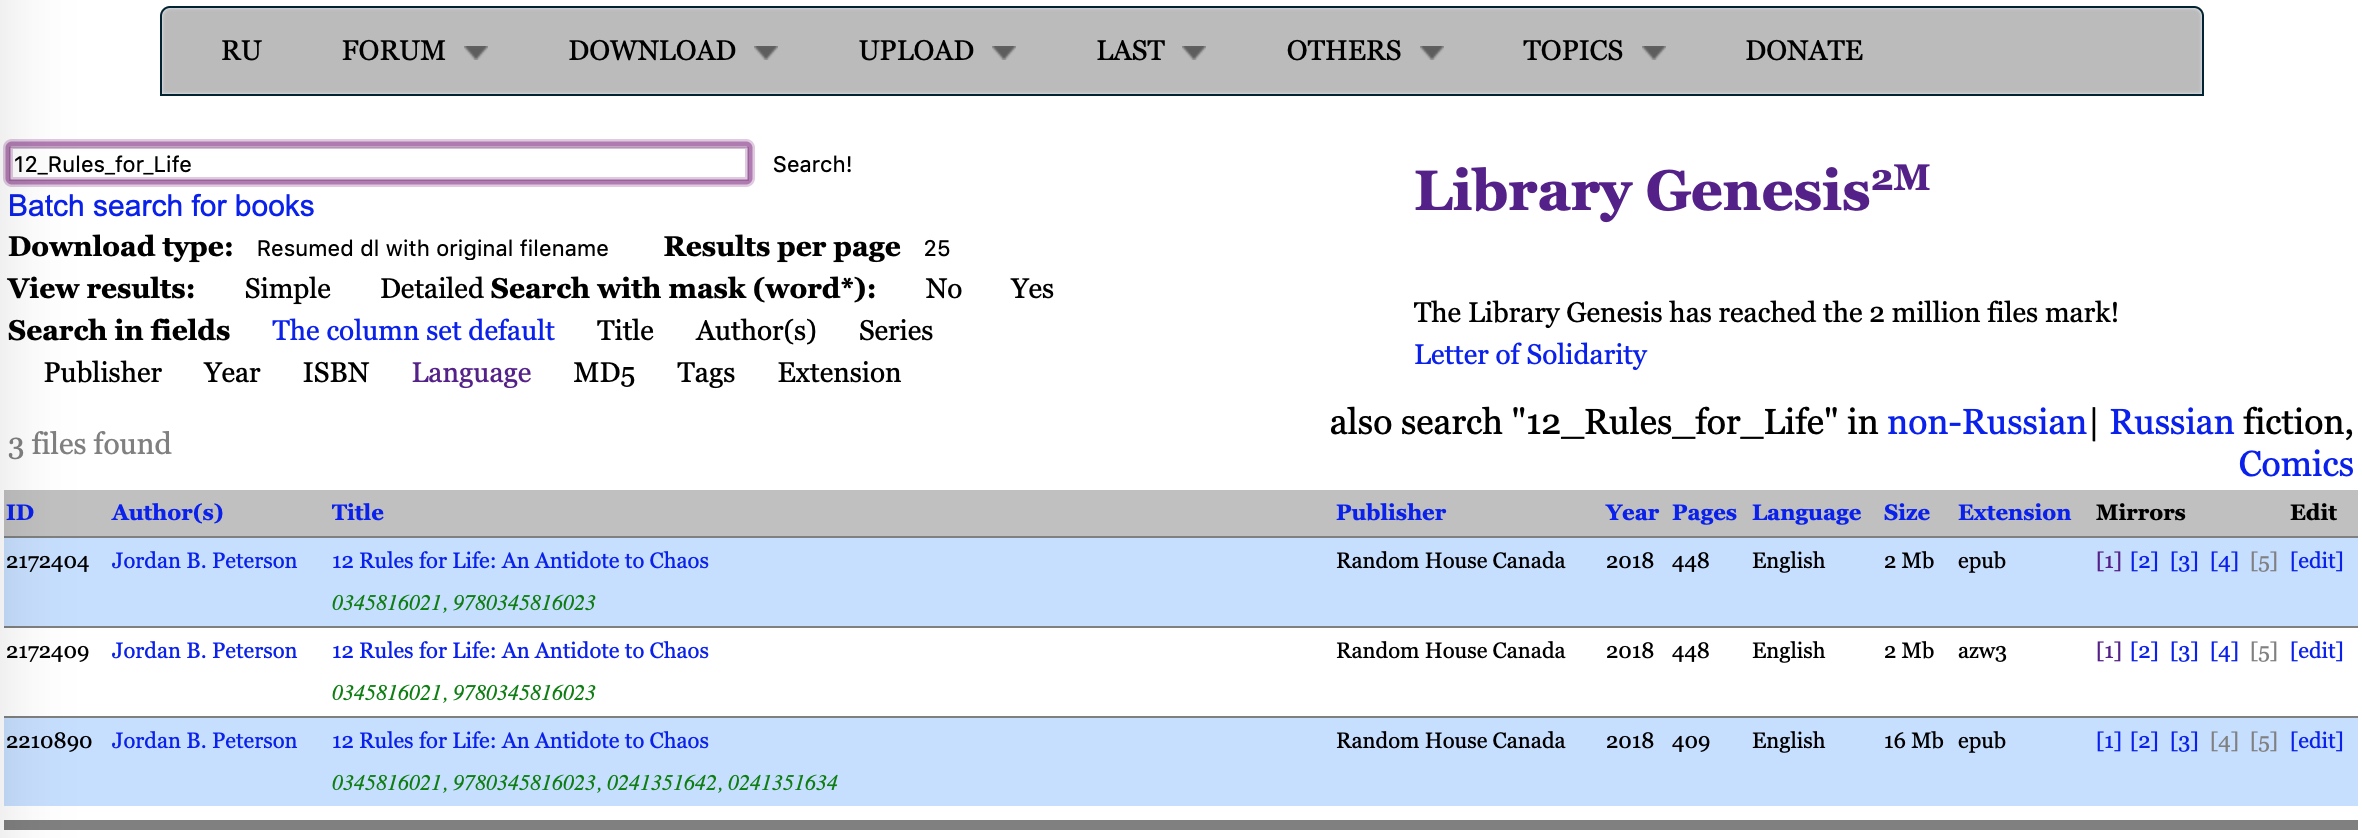 RU FORUM DOWNLOAD UPLOAD LAST OTHERS TOPICS DONATE
12_Rules_for_Life Search!
Batch search for books
Download type: Resumed dl with original filename Results per page 25
View results: Simple Detailed Search with mask (word*): No Yes
Search in fields The column set default Title Author(s) Series
Publisher Year ISBN Language MD5 Tags Extension
Library Genesis2M
The Library Genesis has reached the 2 million files mark!
Letter of Solidarity
3 files found
also search "12_Rules_for_Life" in non-Russian| Russian fiction,
Comics
ID Author(s) Title Publisher Year Pages Language Size Extension Mirrors Edit
2172404 Jordan B. Peterson 12 Rules for Life: An Antidote to Chaos Random House Canada 2018 448 English 2 Mb epub [1] [2] [3] [4] [5] [edit]
0345816021, 9780345816023
2172409 Jordan B. Peterson 12 Rules for Life: An Antidote to Chaos Random House Canada 2018 448 English 2 Mb azw3 [1] [2] [3] [4] [5] [edit]
0345816021, 9780345816023
2210890 Jordan B. Peterson 12 Rules for Life: An Antidote to Chaos Random House Canada 2018 409 English 16 Mb epub [1] [2] [3] [4] [5] [edit]
0345816021, 9780345816023, 0241351642, 0241351634